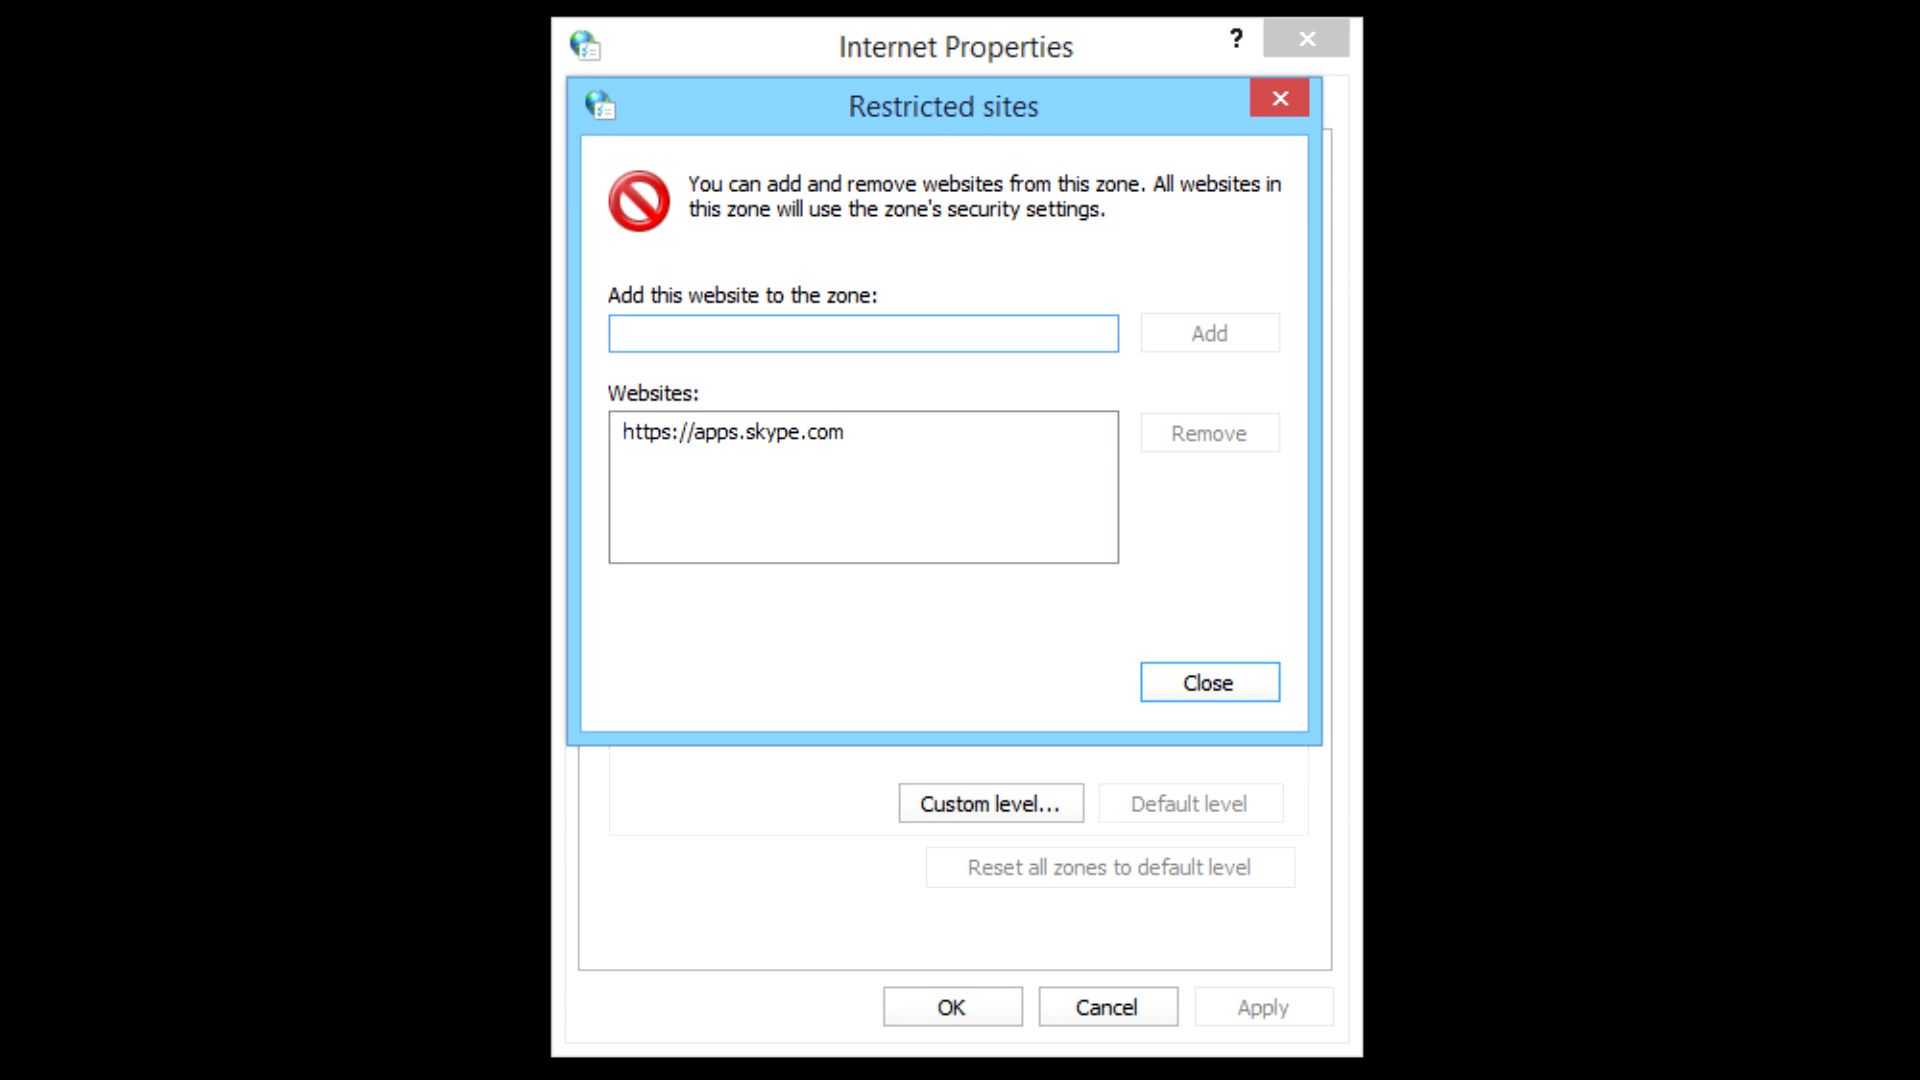 Internet Properties
?
Restricted sites
You can add and remove websites from this zone. All websites in
this zone will use the zone's security settings.
Add this website to the zone:
Add
Websites:
https://apps.skype.com
Remove
Close
Custom level...
Default level
Reset all zones to default level
OK
Cancel
Apply